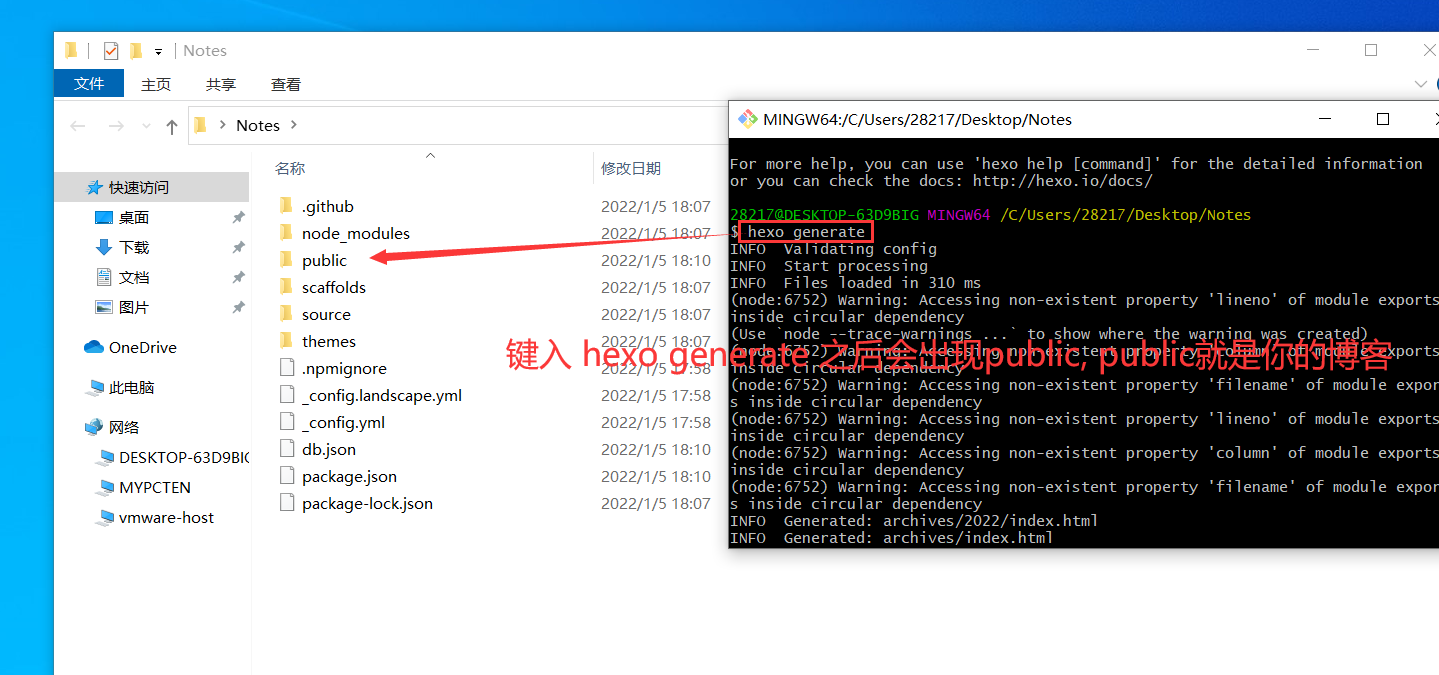 Notes
文件 主页 共享 查看
Notes
名称 修改日期
快速访问
桌面
下载
文档
图片
OneDrive
此电脑
网络
DESKTOP-63D9BIG
MYPCTEN
vmware-host
.github 2022/1/5 18:07
node_modules 2022/1/5 18:07
public 2022/1/5 18:10
scaffolds 2022/1/5 18:07
source 2022/1/5 18:07
themes 2022/1/5 18:07
.npmignore 2022/1/5 17:58
_config.landscape.yml 2022/1/5 17:58
_config.yml 2022/1/5 17:58
db.json 2022/1/5 18:10
package.json 2022/1/5 18:10
package-lock.json 2022/1/5 18:07
键入 hexo generate 之后会出现public, public就是你的博客
MINGW64:/C/Users/28217/Desktop/Notes
For more help, you can use 'hexo help [command]' for the detailed information
or you can check the docs: http://hexo.io/docs/
28217@DESKTOP-63D9BIG MINGW64 /C/Users/28217/Desktop/Notes
$ hexo generate
INFO  Validating config
INFO  Start processing
INFO  Files loaded in 310 ms
(node:6752) Warning: Accessing non-existent property 'lineno' of module exports
inside circular dependency
(Use `node --trace-warnings ...` to show where the warning was created)
(node:6752) Warning: Accessing non-existent property 'column' of module exports
inside circular dependency
(node:6752) Warning: Accessing non-existent property 'filename' of module expor
s inside circular dependency
(node:6752) Warning: Accessing non-existent property 'lineno' of module exports
inside circular dependency
(node:6752) Warning: Accessing non-existent property 'column' of module exports
inside circular dependency
(node:6752) Warning: Accessing non-existent property 'filename' of module expor
s inside circular dependency
INFO  Generated: archives/2022/index.html
INFO  Generated: archives/index.html